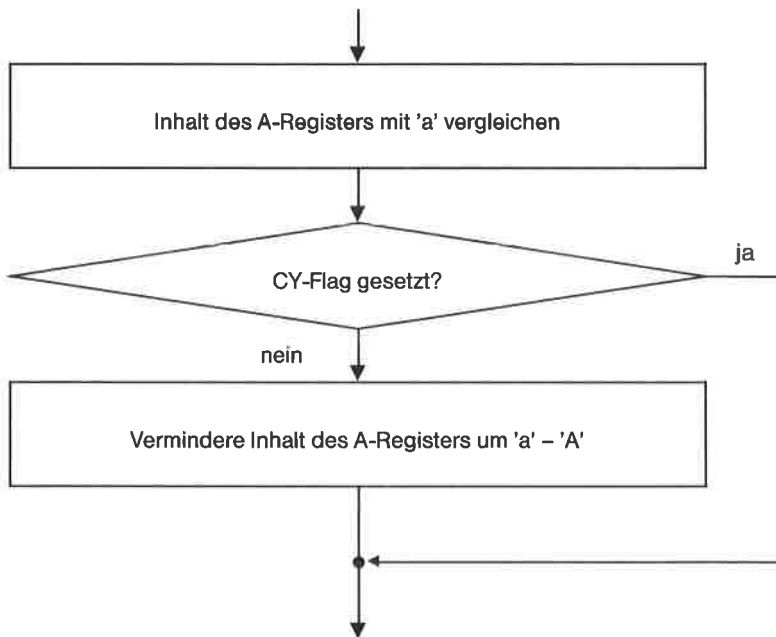 Inhalt des A-Registers mit 'a' vergleichen
CY-Flag gesetzt?
ja
nein
Vermindere Inhalt des A-Registers um 'a' – 'A'